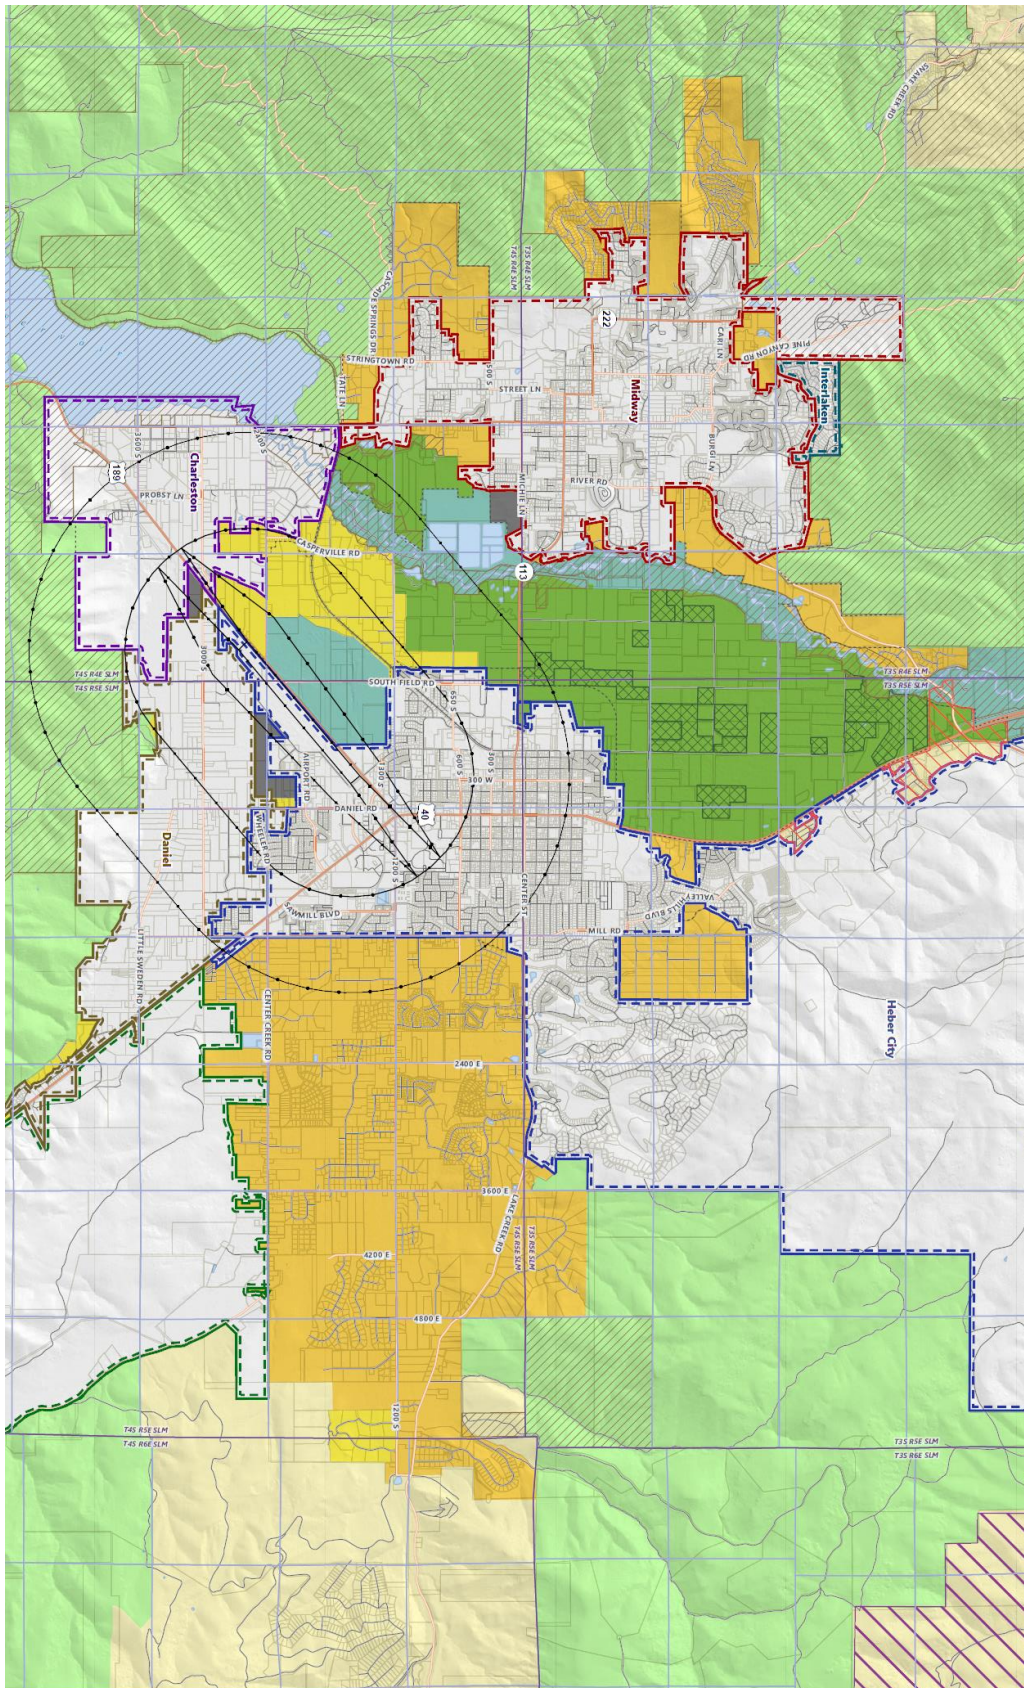 SNAKE CREEK RD
T3S R4E SLM
T4S R4E SLM
CASCADE SPRINGS DR
222
CARI LN
PINE CANYON RD
STRINGTOWN RD
500 S
STREET LN
Midway
Interlaken
TATE LN
BURGI LN
3600 S
2400 S
Charleston
189
PROBST LN
RIVER RD
MICHIE LN
CASPERVILLE RD
113
3000 S
T4S R4E SLM
T4S R5E SLM
SOUTH FIELD RD
T3S R4E SLM
T3S R5E SLM
650 S
600 S
300 S
300 W
1300 S
AIRPORT RD
DANIEL RD
40
WHEELER RD
Daniel
1200 S
CENTER ST
SAWMILL BLVD
VALLEY HILLS BLVD
MILL RD
LITTLE SWEDEN RD
CENTER CREEK RD
Heber City
2400 E
3600 E
LAKE CREEK RD
T3S R5E SLM
T4S R5E SLM
4200 E
4800 E
1200 S
T4S R5E SLM
T4S R6E SLM
T3S R5E SLM
T3S R6E SLM